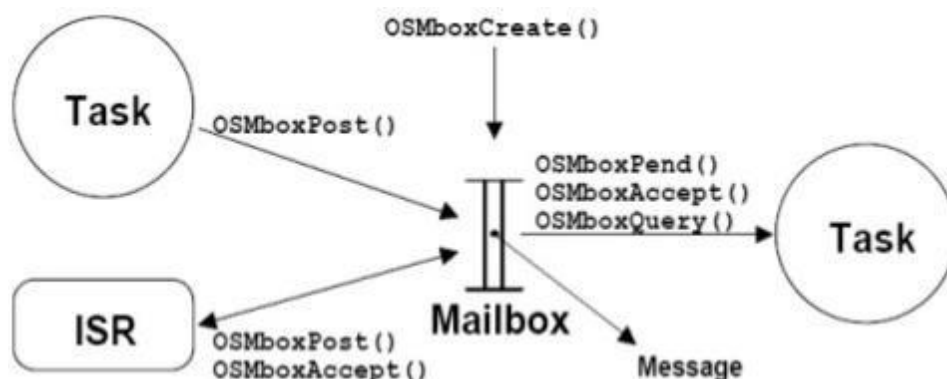 OSMboxCreate()
Task
OSMboxPost()
OSMboxPend()
OSMboxAccept()
OSMboxQuery()
Task
ISR
Mailbox
OSMboxPost()
OSMboxAccept()
Message